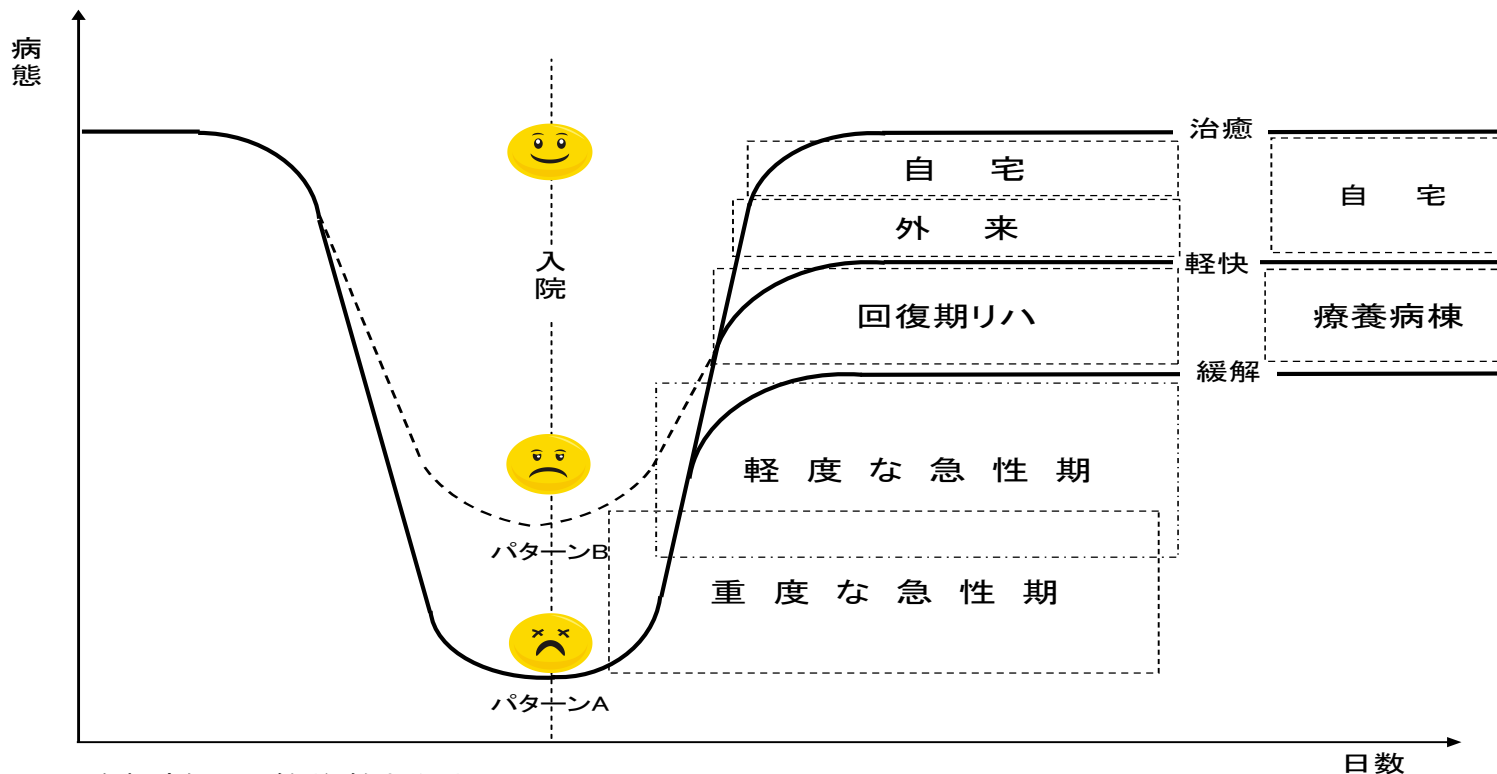 病態
治癒
自 宅
自 宅
外 来
入院
軽快
回復期リハ
療養病棟
緩解
軽度な急性期
パターンB
重度な急性期
パターンA
日数